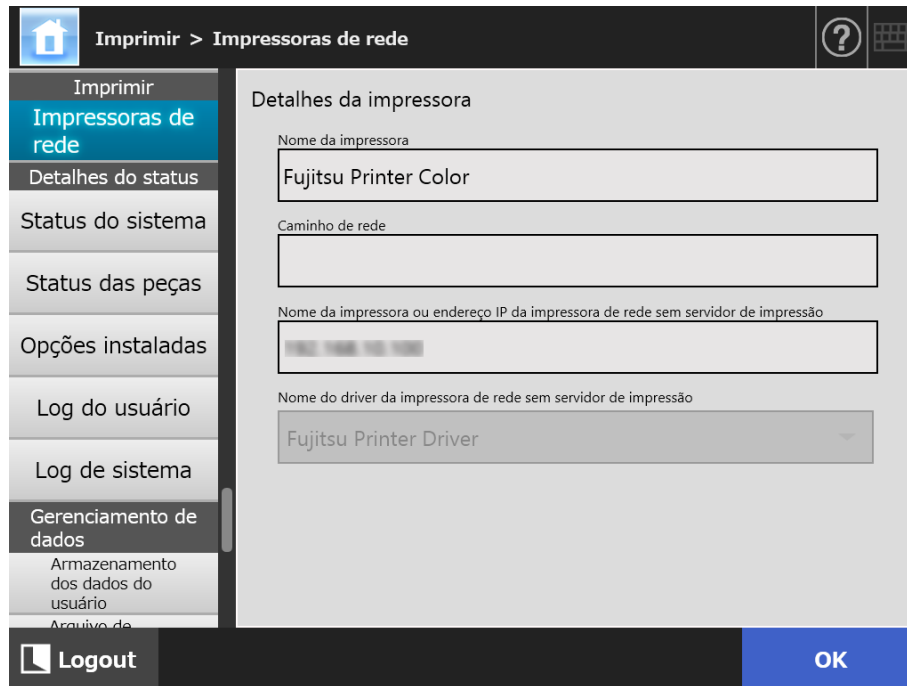 Imprimir > Impressoras de rede
?
Imprimir
Impressoras de
rede
Detalhes do status
Status do sistema
Status das peças
Opções instaladas
Log do usuário
Log de sistema
Gerenciamento de
dados
Armazenamento
dos dados do
usuário
Arquivo de
Detalhes da impressora
Nome da impressora
Fujitsu Printer Color
Caminho de rede
Nome da impressora ou endereço IP da impressora de rede sem servidor de impressão
Nome do driver da impressora de rede sem servidor de impressão
Fujitsu Printer Driver
Logout
OK